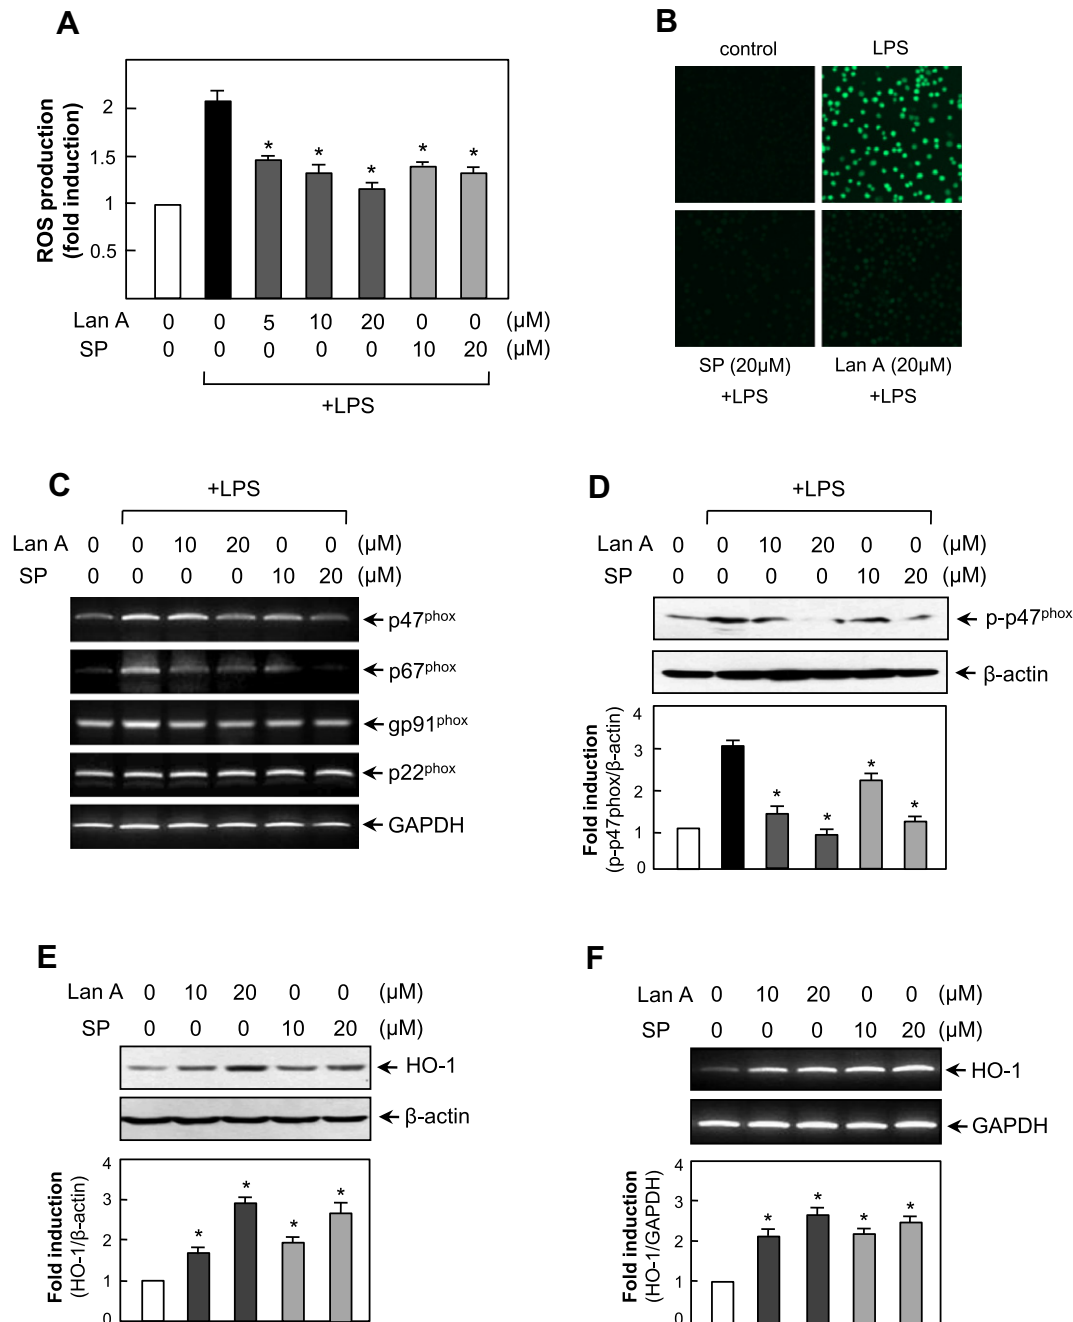 A
ROS production
(fold induction)
2
1.5
1
0.5
Lan A 0 0 5 10 20 0 0 (µM)
SP 0 0 0 0 0 10 20 (µM)
+LPS
B
control LPS
SP (20µM) Lan A (20µM)
+LPS +LPS
C
+LPS
Lan A 0 0 10 20 0 0 (µM)
SP 0 0 0 0 10 20 (µM)
p47phox
p67phox
gp91phox
p22phox
GAPDH
D
+LPS
Lan A 0 0 10 20 0 0 (µM)
SP 0 0 0 0 10 20 (µM)
p-p47phox
β-actin
Fold induction
(p-p47phox/β-actin)
4
3
2
1
0
* * * *
E
Lan A 0 10 20 0 0 (µM)
SP 0 0 0 10 20 (µM)
HO-1
β-actin
Fold induction
(HO-1/β-actin)
4
3
2
1
0
* * * *
F
Lan A 0 10 20 0 0 (µM)
SP 0 0 0 10 20 (µM)
HO-1
GAPDH
Fold induction
(HO-1/GAPDH)
4
3
2
1
0
* * * *